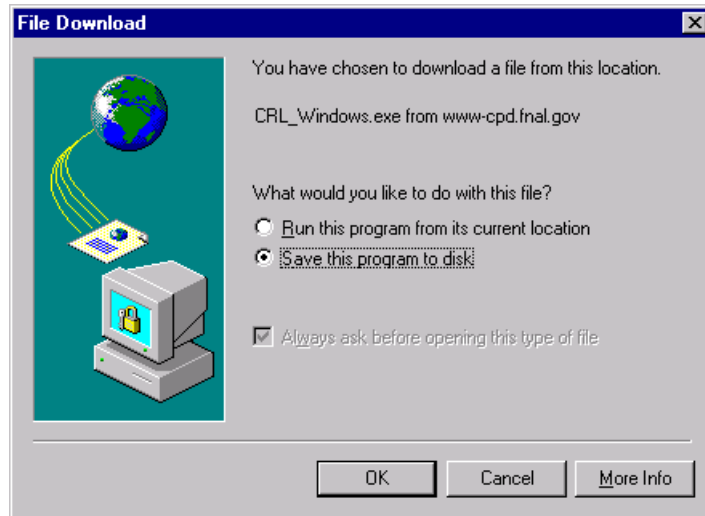 File Download
You have chosen to download a file from this location.
CRL_Windows.exe from www-cpd.fnal.gov
What would you like to do with this file?
Run this program from its current location
Save this program to disk
Always ask before opening this type of file
OK
Cancel
More Info